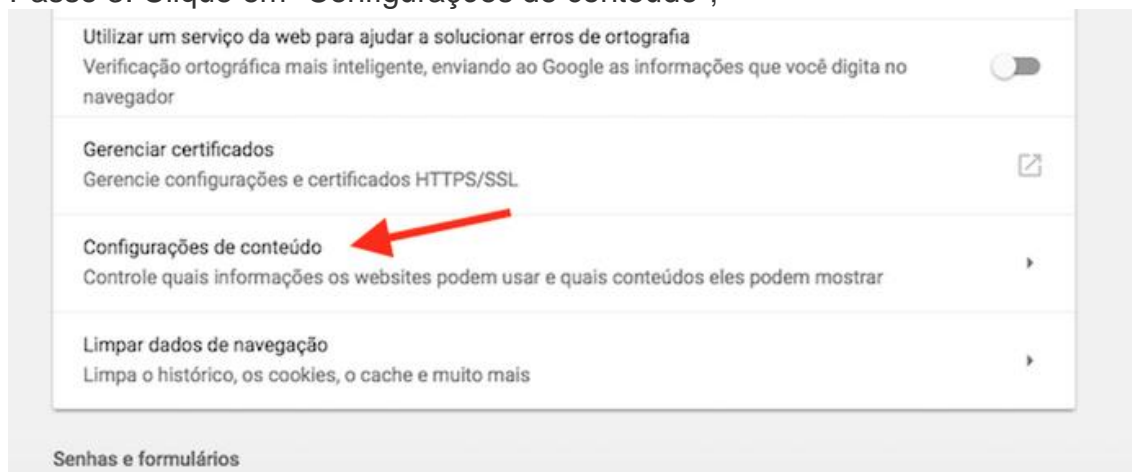 Utilizar um serviço da web para ajudar a solucionar erros de ortografia
Verificação ortográfica mais inteligente, enviando ao Google as informações que você digita no
navegador
Gerenciar certificados
Gerencie configurações e certificados HTTPS/SSL
Configurações de conteúdo
Controle quais informações os websites podem usar e quais conteúdos eles podem mostrar
Limpar dados de navegação
Limpa o histórico, os cookies, o cache e muito mais
Senhas e formulários